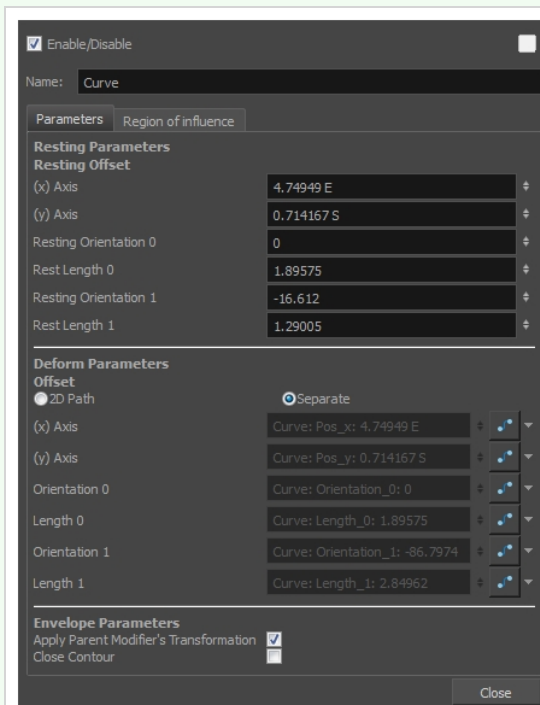 Enable/Disable
Name: Curve
Parameters Region of influence
Resting Parameters
Resting Offset
(x) Axis 4.74949 E
(y) Axis 0.714167 S
Resting Orientation 0 0
Rest Length 0 1.89575
Resting Orientation 1 -16.612
Rest Length 1 1.29005
Deform Parameters
Offset
2D Path Separate
(x) Axis Curve: Pos_x: 4.74949 E
(y) Axis Curve: Pos_y: 0.714167 S
Orientation 0 Curve: Orientation_0: 0
Length 0 Curve: Length_0: 1.89575
Orientation 1 Curve: Orientation_1: -86.7974
Length 1 Curve: Length_1: 2.84962
Envelope Parameters
Apply Parent Modifier's Transformation
Close Contour
Close